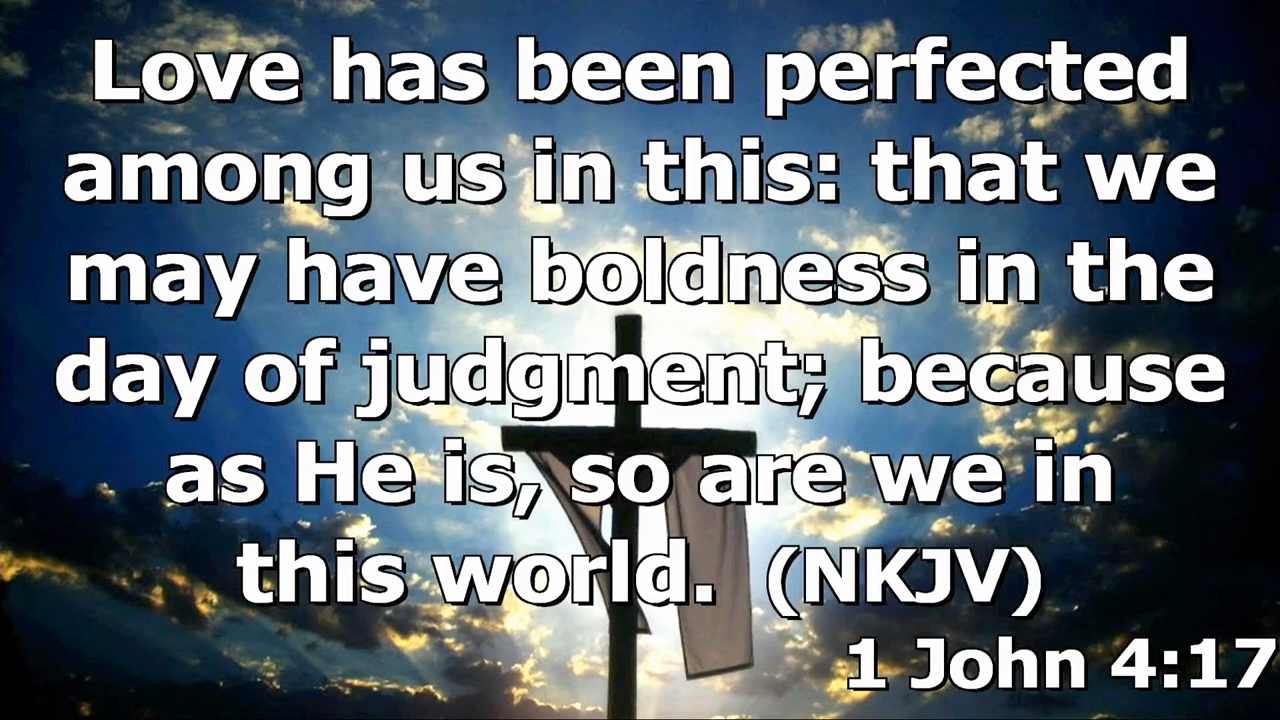 Love has been perfected
among us in this: that we
may have boldness in the
day of judgment; because
as He is, so are we in
this world.  (NKJV)
1 John 4:17